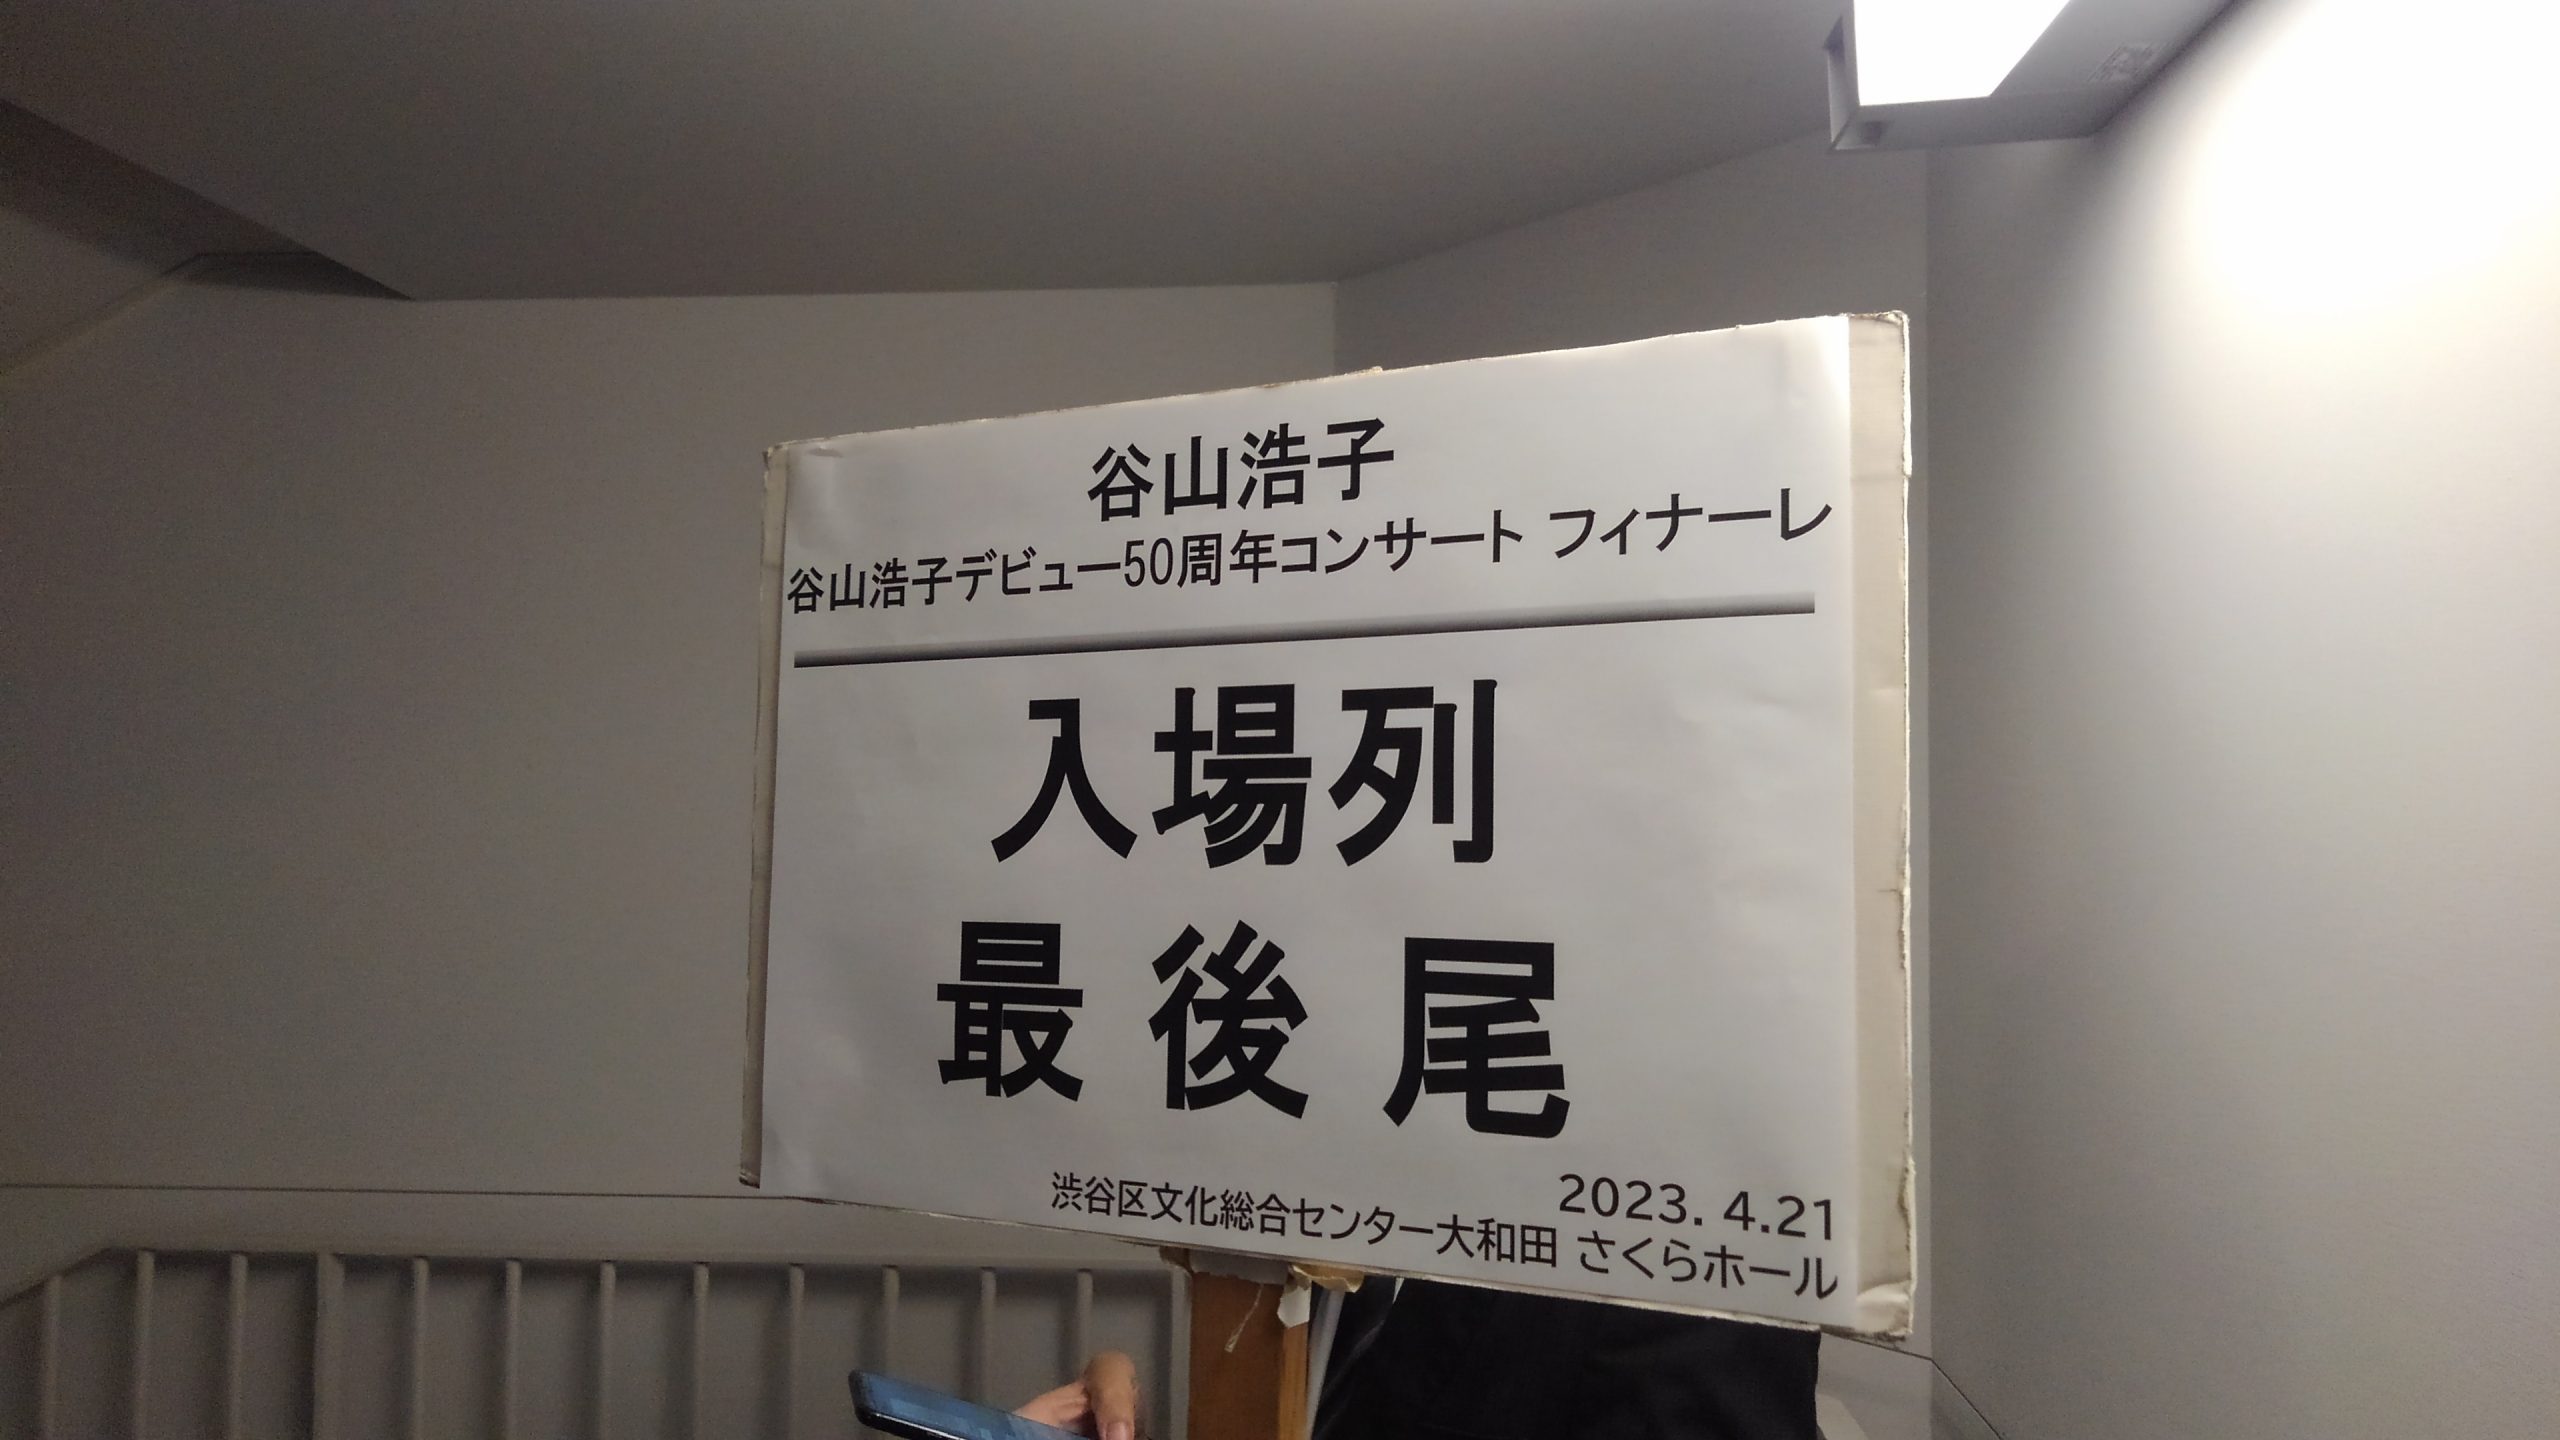 谷山浩子
谷山浩子デビュー50周年コンサート フィナーレ
入場列
最後尾
2023. 4.21
渋谷区文化総合センター大和田 さくらホール